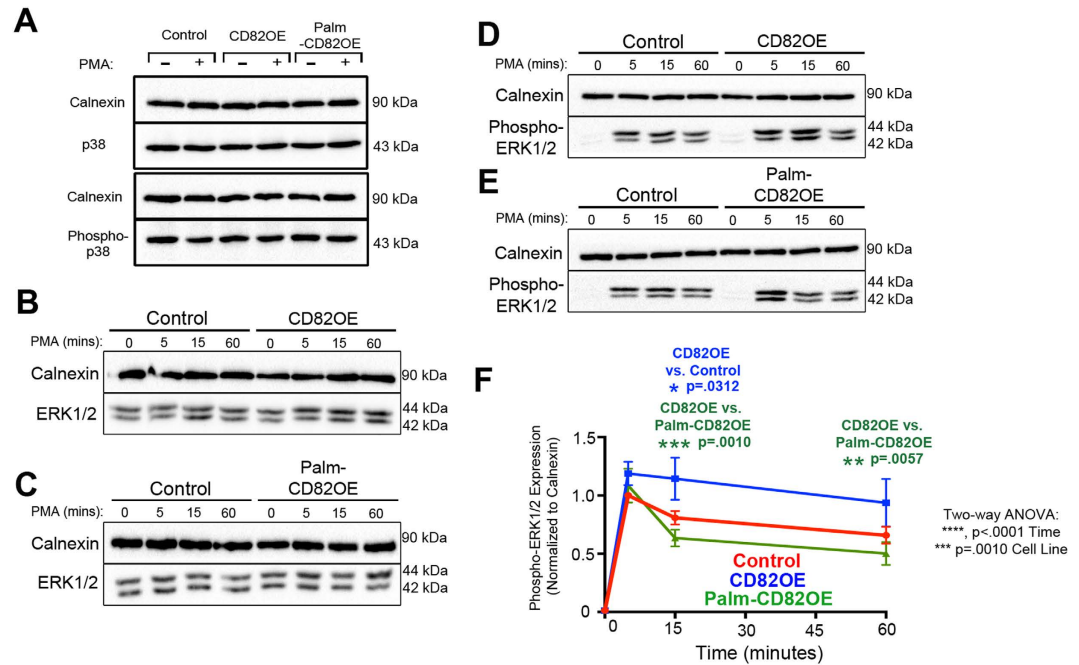 A
Control CD82OE Palm
-CD82OE
PMA: – + – + – +
Calnexin 90 kDa
p38 43 kDa
Calnexin 90 kDa
Phospho-
p38 43 kDa
B
Control CD82OE
PMA (mins): 0 5 15 60 0 5 15 60
Calnexin 90 kDa
ERK1/2 44 kDa
42 kDa
C
Palm-
Control CD82OE
PMA (mins): 0 5 15 60 0 5 15 60
Calnexin 90 kDa
ERK1/2 44 kDa
42 kDa
D
Control CD82OE
PMA (mins): 0 5 15 60 0 5 15 60
Calnexin 90 kDa
Phospho- 44 kDa
ERK1/2 42 kDa
E
Palm-
Control CD82OE
PMA (mins): 0 5 15 60 0 5 15 60
Calnexin 90 kDa
Phospho- 44 kDa
ERK1/2 42 kDa
F
CD82OE
vs. Control
* p=.0312
CD82OE vs.
Palm-CD82OE
*** p=.0010
CD82OE vs.
Palm-CD82OE
** p=.0057
Phospho-ERK1/2 Expression
(Normalized to Calnexin)
1.5
1.0
0.5
0
Control
CD82OE
Palm-CD82OE
0 15 30 45 60
Time (minutes)
Two-way ANOVA:
****, p<.0001 Time
*** p=.0010 Cell Line